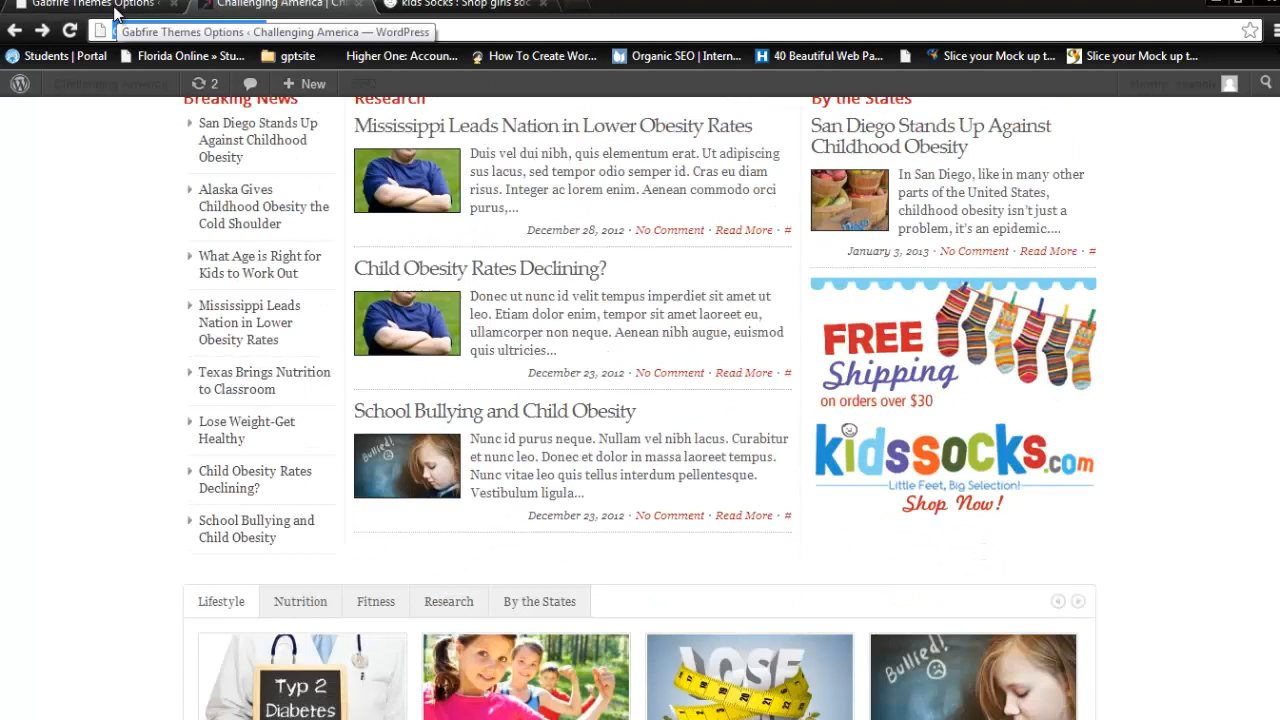 Gabfire Themes Options ‹
Challenging America | Ch
kids Socks : Shop girls soc
Gabfire Themes Options ‹ Challenging America — WordPress
Students | Portal
Florida Online » Stu...
gptsite
Higher One: Accoun...
How To Create Wor...
Organic SEO | Intern...
40 Beautiful Web Pa...
Slice your Mock up t...
Slice your Mock up t...
2
New
Breaking News
San Diego Stands Up
Against Childhood
Obesity
Alaska Gives
Childhood Obesity the
Cold Shoulder
What Age is Right for
Kids to Work Out
Mississippi Leads
Nation in Lower
Obesity Rates
Texas Brings Nutrition
to Classroom
Lose Weight-Get
Healthy
Child Obesity Rates
Declining?
School Bullying and
Child Obesity
Research
Mississippi Leads Nation in Lower Obesity Rates
Duis vel dui nibh, quis elementum erat. Ut adipiscing
sus lacus, sed tempor odio semper id. Cras eu diam
risus. Integer ac lorem enim. Aenean commodo orci
purus,...
December 28, 2012 · No Comment · Read More · #
Child Obesity Rates Declining?
Donec ut nunc id velit tempus imperdiet sit amet ut
leo. Etiam dolor enim, tempor sit amet laoreet eu,
ullamcorper non neque. Aenean nibh augue, euismod
quis ultricies...
December 23, 2012 · No Comment · Read More · #
School Bullying and Child Obesity
Nunc id purus neque. Nullam vel nibh lacus. Curabitur
et nunc leo. Donec et dolor in massa laoreet tempus.
Nunc vitae leo quis tellus interdum pellentesque.
Vestibulum ligula...
December 23, 2012 · No Comment · Read More · #
By the States
San Diego Stands Up Against
Childhood Obesity
In San Diego, like in many other
parts of the United States,
childhood obesity isn't just a
problem, it's an epidemic....
January 3, 2013 · No Comment · Read More · #
FREE
Shipping
on orders over $30
kidssocks.com
Little Feet, Big Selection!
Shop Now!
Lifestyle
Nutrition
Fitness
Research
By the States
Typ 2
Diabetes
LOSE
Bullied!